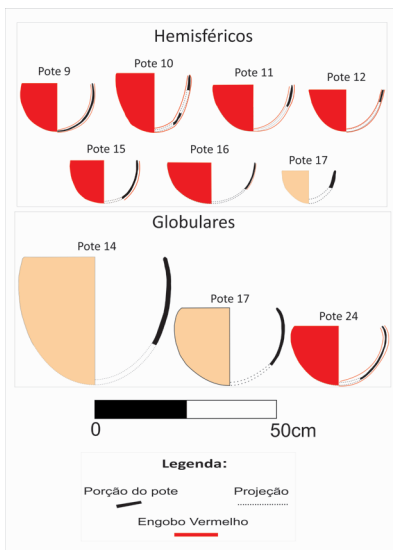 Hemisféricos
Pote 9 Pote 10 Pote 11 Pote 12
Pote 15 Pote 16 Pote 17
Globulares
Pote 14
Pote 17
Pote 24
0 50cm
Legenda:
Porção do pote Projeção
Engobo Vermelho